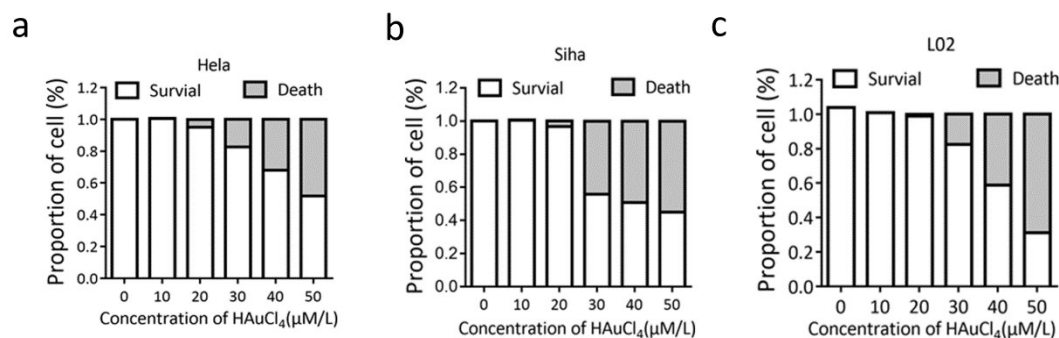 a
Hela
Survial Death
Proportion of cell (%)
1.2
1.0
0.8
0.6
0.4
0.2
0.0
0 10 20 30 40 50
Concentration of HAuCl₄(μM/L)
b
Siha
Survial Death
Proportion of cell (%)
1.2
1.0
0.8
0.6
0.4
0.2
0.0
0 10 20 30 40 50
Concentration of HAuCl₄(μM/L)
c
L02
Survial Death
Proportion of cell (%)
1.2
1.0
0.8
0.6
0.4
0.2
0.0
0 10 20 30 40 50
Concentration of HAuCl₄(μM/L)